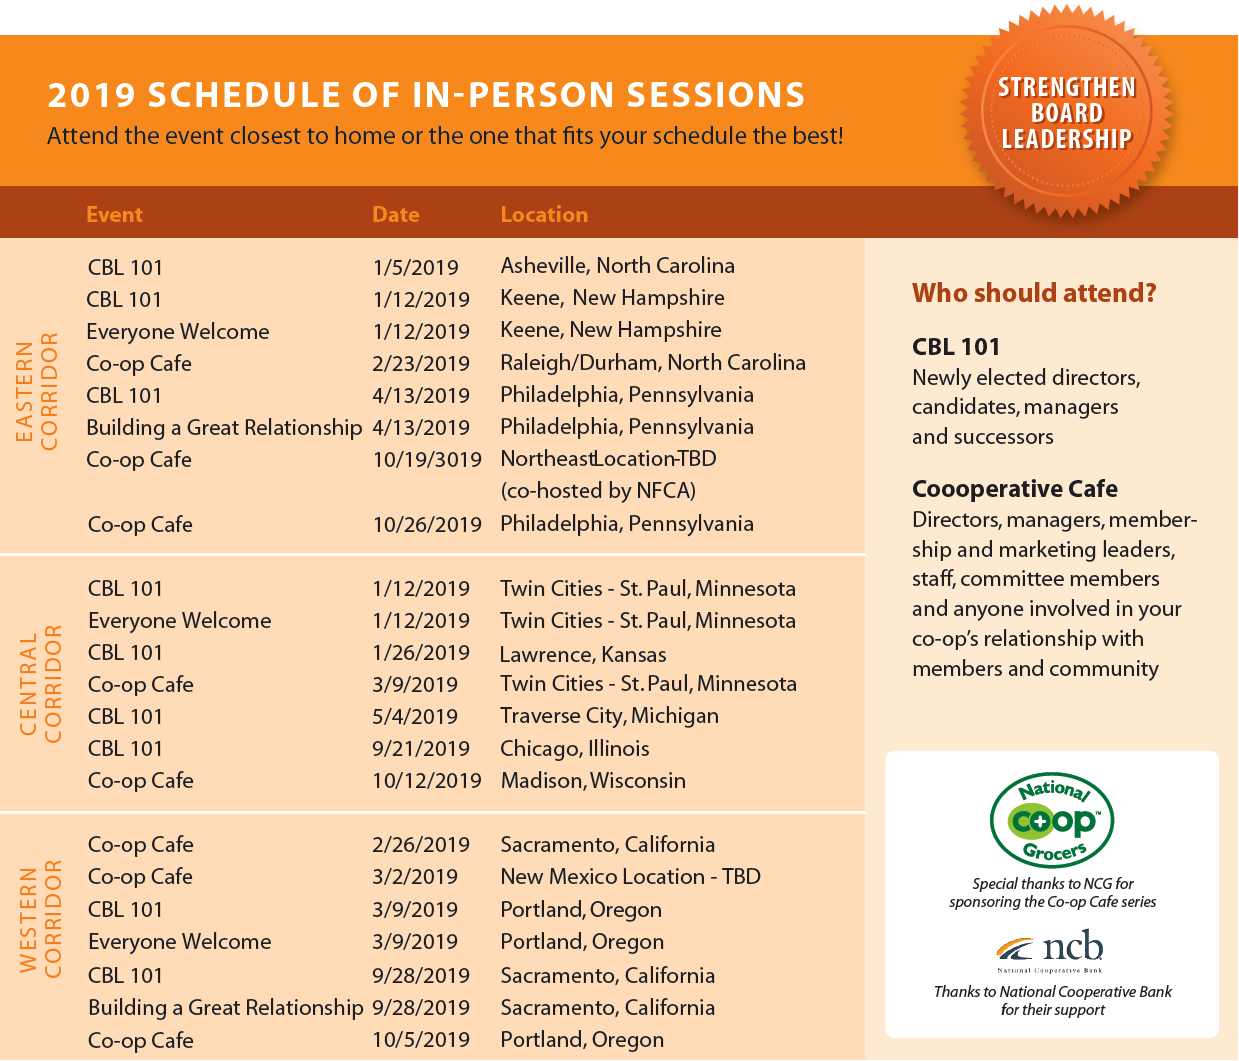 2019 SCHEDULE OF IN-PERSON SESSIONS
Attend the event closest to home or the one that fits your schedule the best!
STRENGTHEN
BOARD
LEADERSHIP
Event Date Location
EASTERN
CORRIDOR
CBL 101 1/5/2019 Asheville, North Carolina
CBL 101 1/12/2019 Keene, New Hampshire
Everyone Welcome 1/12/2019 Keene, New Hampshire
Co-op Cafe 2/23/2019 Raleigh/Durham, North Carolina
CBL 101 4/13/2019 Philadelphia, Pennsylvania
Building a Great Relationship 4/13/2019 Philadelphia, Pennsylvania
Co-op Cafe 10/19/3019 Northeast Location-TBD
(co-hosted by NFCA)
Co-op Cafe 10/26/2019 Philadelphia, Pennsylvania
CENTRAL
CORRIDOR
CBL 101 1/12/2019 Twin Cities - St. Paul, Minnesota
Everyone Welcome 1/12/2019 Twin Cities - St. Paul, Minnesota
CBL 101 1/26/2019 Lawrence, Kansas
Co-op Cafe 3/9/2019 Twin Cities - St. Paul, Minnesota
CBL 101 5/4/2019 Traverse City, Michigan
CBL 101 9/21/2019 Chicago, Illinois
Co-op Cafe 10/12/2019 Madison, Wisconsin
WESTERN
CORRIDOR
Co-op Cafe 2/26/2019 Sacramento, California
Co-op Cafe 3/2/2019 New Mexico Location - TBD
CBL 101 3/9/2019 Portland, Oregon
Everyone Welcome 3/9/2019 Portland, Oregon
CBL 101 9/28/2019 Sacramento, California
Building a Great Relationship 9/28/2019 Sacramento, California
Co-op Cafe 10/5/2019 Portland, Oregon
Who should attend?
CBL 101
Newly elected directors,
candidates, managers
and successors
Coooperative Cafe
Directors, managers, member-
ship and marketing leaders,
staff, committee members
and anyone involved in your
co-op's relationship with
members and community
National
co+op™
Grocers
Special thanks to NCG for
sponsoring the Co-op Cafe series
ncb
National Cooperative Bank
Thanks to National Cooperative Bank
for their support